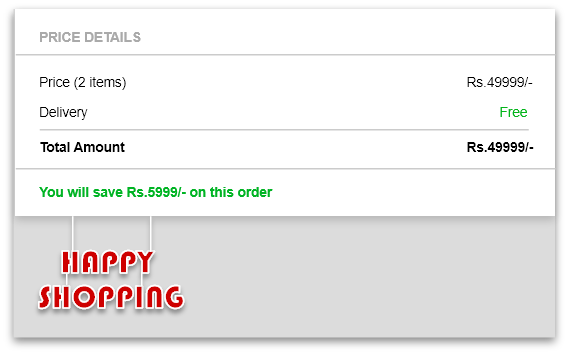 PRICE DETAILS
Price (2 items) Rs.49999/-
Delivery Free
Total Amount Rs.49999/-
You will save Rs.5999/- on this order
HAPPY
SHOPPING